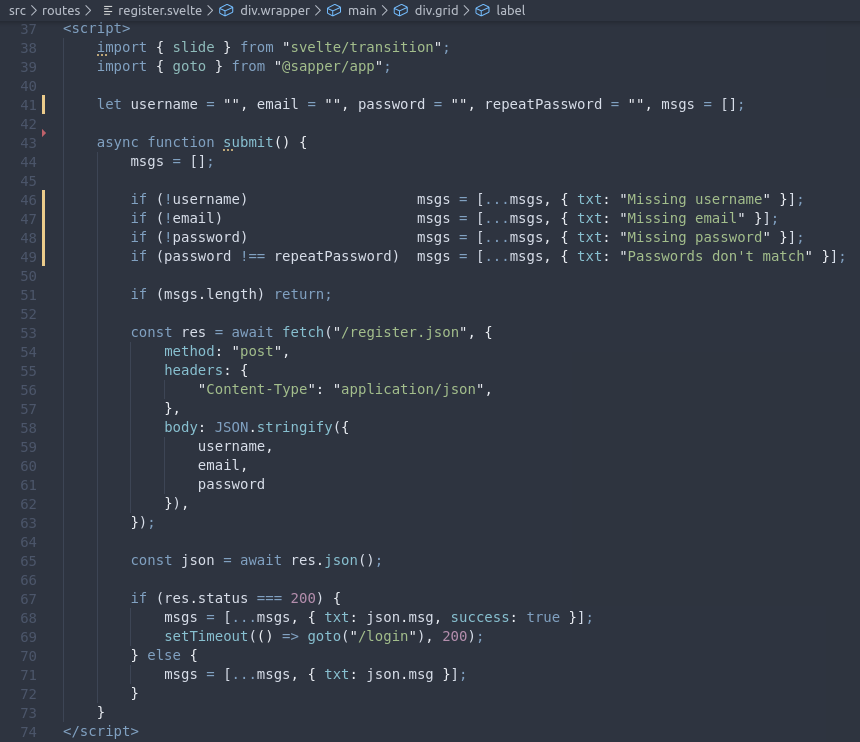 src > routes > register.svelte > div.wrapper > main > div.grid > label
37 <script>
38     import { slide } from "svelte/transition";
39     import { goto } from "@sapper/app";
40
41     let username = "", email = "", password = "", repeatPassword = "", msgs = [];
42
43     async function submit() {
44         msgs = [];
45
46         if (!username)                    msgs = [...msgs, { txt: "Missing username" }];
47         if (!email)                       msgs = [...msgs, { txt: "Missing email" }];
48         if (!password)                    msgs = [...msgs, { txt: "Missing password" }];
49         if (password !== repeatPassword)  msgs = [...msgs, { txt: "Passwords don't match" }];
50
51         if (msgs.length) return;
52
53         const res = await fetch("/register.json", {
54             method: "post",
55             headers: {
56                 "Content-Type": "application/json",
57             },
58             body: JSON.stringify({
59                 username,
60                 email,
61                 password
62             }),
63         });
64
65         const json = await res.json();
66
67         if (res.status === 200) {
68             msgs = [...msgs, { txt: json.msg, success: true }];
69             setTimeout(() => goto("/login"), 200);
70         } else {
71             msgs = [...msgs, { txt: json.msg }];
72         }
73     }
74 </script>